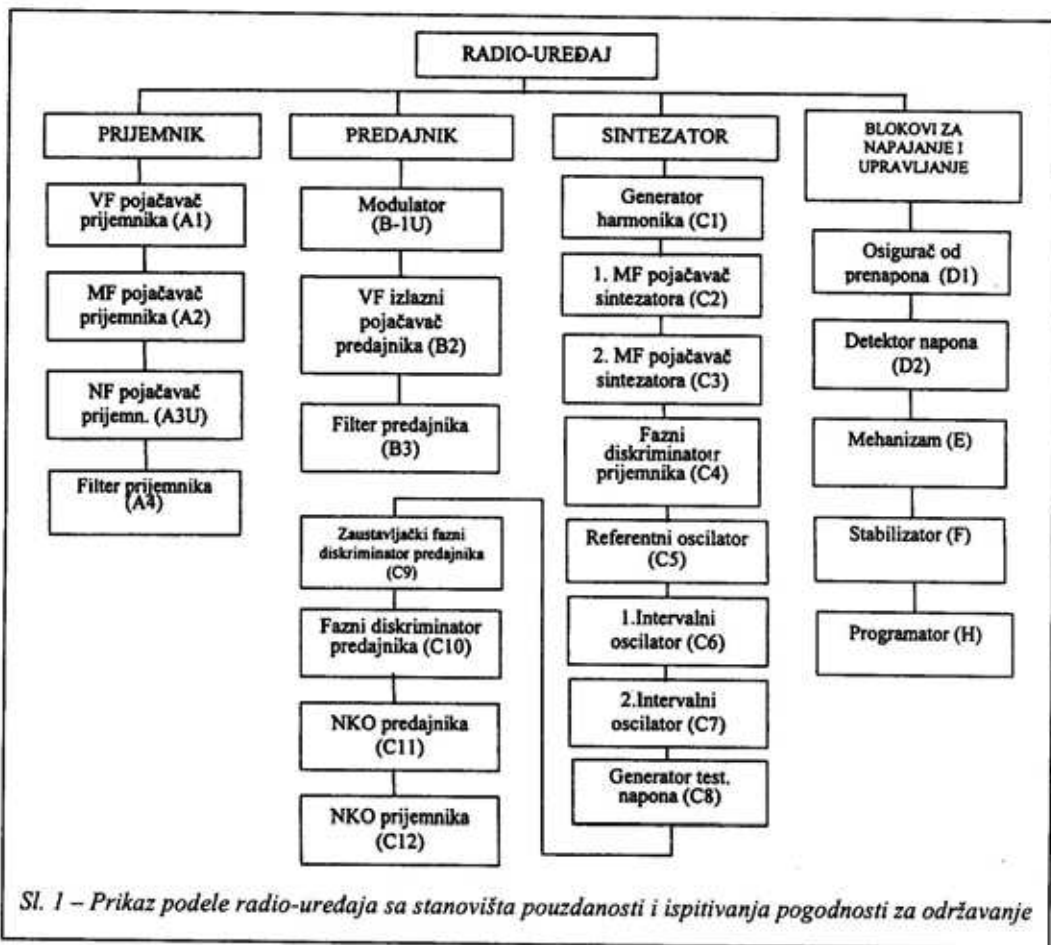 RADIO-UREĐAJ
PRIJEMNIK
VF pojačavač
prijemnika (A1)
MF pojačavač
prijemnika (A2)
NF pojačavač
prijemn. (A3U)
Filter prijemnika
(A4)
PREDAJNIK
Modulator
(B-1U)
VF izlazni
pojačavač
predajnika (B2)
Filter predajnika
(B3)
SINTEZATOR
Generator
harmonika (C1)
1. MF pojačavač
sintezatora (C2)
2. MF pojačavač
sintezatora (C3)
Fazni
diskriminator
prijemnika (C4)
Referentni oscilator
(C5)
1.Intervalni
oscilator (C6)
2.Intervalni
oscilator (C7)
Generator test.
napona (C8)
Zaustavljački fazni
diskriminator predajnika
(C9)
Fazni diskriminator
predajnika (C10)
NKO predajnika
(C11)
NKO prijemnika
(C12)
BLOKOVI ZA
NAPAJANJE I
UPRAVLJANJE
Osigurač od
prenapona (D1)
Detektor napona
(D2)
Mehanizam (E)
Stabilizator (F)
Programator (H)
Sl. 1 – Prikaz podele radio-uređaja sa stanovišta pouzdanosti i ispitivanja pogodnosti za održavanje